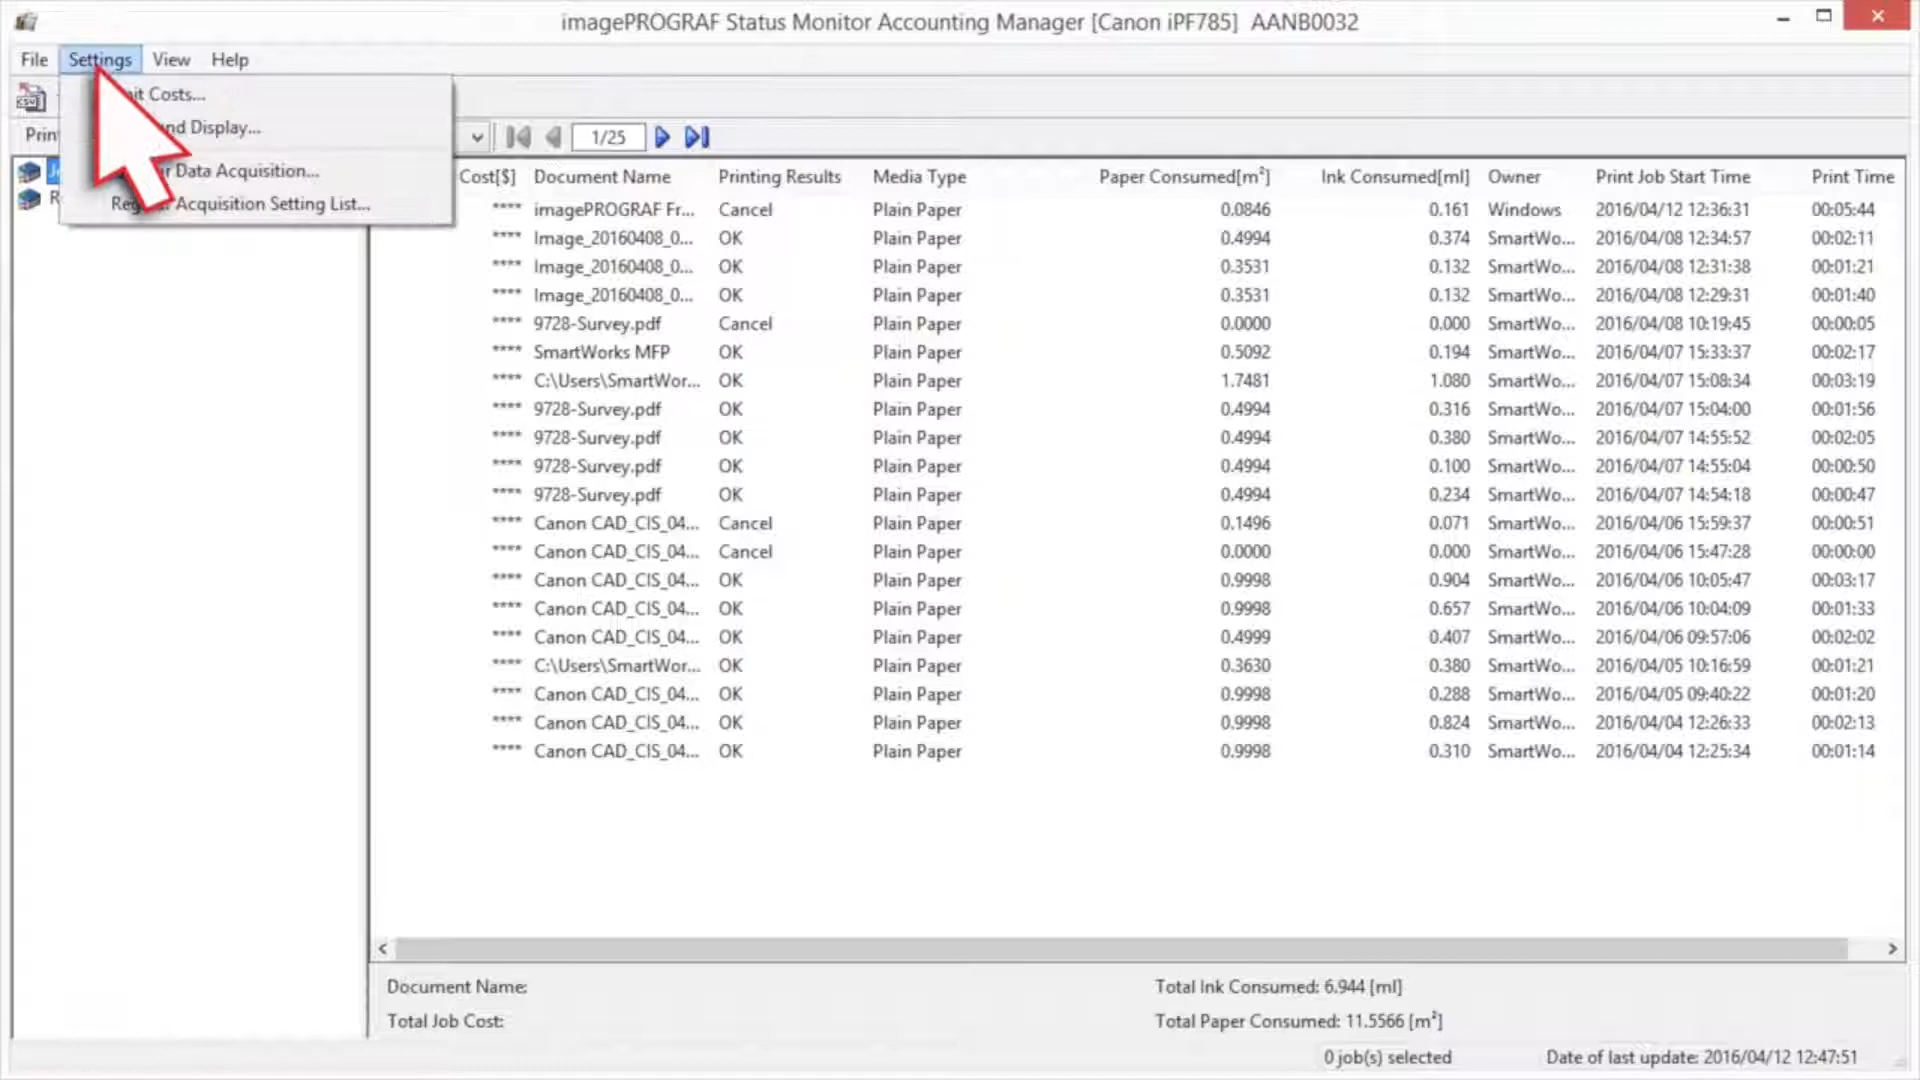 imagePROGRAF Status Monitor Accounting Manager [Canon iPF785] AANB0032
File Settings View Help
Costs...
Display...
Data Acquisition...
Acquisition Setting List...
CSV
1/25
Cost[$] Document Name Printing Results Media Type Paper Consumed[m²] Ink Consumed[ml] Owner Print Job Start Time Print Time
**** imagePROGRAF Fr... Cancel Plain Paper 0.0846 0.161 Windows 2016/04/12 12:36:31 00:05:44
**** Image_20160408_0... OK Plain Paper 0.4994 0.374 SmartWo... 2016/04/08 12:34:57 00:02:11
**** Image_20160408_0... OK Plain Paper 0.3531 0.132 SmartWo... 2016/04/08 12:31:38 00:01:21
**** Image_20160408_0... OK Plain Paper 0.3531 0.132 SmartWo... 2016/04/08 12:29:31 00:01:40
**** 9728-Survey.pdf Cancel Plain Paper 0.0000 0.000 SmartWo... 2016/04/08 10:19:45 00:00:05
**** SmartWorks MFP OK Plain Paper 0.5092 0.194 SmartWo... 2016/04/07 15:33:37 00:02:17
**** C:\Users\SmartWor... OK Plain Paper 1.7481 1.080 SmartWo... 2016/04/07 15:08:34 00:03:19
**** 9728-Survey.pdf OK Plain Paper 0.4994 0.316 SmartWo... 2016/04/07 15:04:00 00:01:56
**** 9728-Survey.pdf OK Plain Paper 0.4994 0.380 SmartWo... 2016/04/07 14:55:52 00:02:05
**** 9728-Survey.pdf OK Plain Paper 0.4994 0.100 SmartWo... 2016/04/07 14:55:04 00:00:50
**** 9728-Survey.pdf OK Plain Paper 0.4994 0.234 SmartWo... 2016/04/07 14:54:18 00:00:47
**** Canon CAD_CIS_04... Cancel Plain Paper 0.1496 0.071 SmartWo... 2016/04/06 15:59:37 00:00:51
**** Canon CAD_CIS_04... Cancel Plain Paper 0.0000 0.000 SmartWo... 2016/04/06 15:47:28 00:00:00
**** Canon CAD_CIS_04... OK Plain Paper 0.9998 0.904 SmartWo... 2016/04/06 10:05:47 00:03:17
**** Canon CAD_CIS_04... OK Plain Paper 0.9998 0.657 SmartWo... 2016/04/06 10:04:09 00:01:33
**** Canon CAD_CIS_04... OK Plain Paper 0.4999 0.407 SmartWo... 2016/04/06 09:57:06 00:02:02
**** C:\Users\SmartWor... OK Plain Paper 0.3630 0.380 SmartWo... 2016/04/05 10:16:59 00:01:21
**** Canon CAD_CIS_04... OK Plain Paper 0.9998 0.288 SmartWo... 2016/04/05 09:40:22 00:01:20
**** Canon CAD_CIS_04... OK Plain Paper 0.9998 0.824 SmartWo... 2016/04/04 12:26:33 00:02:13
**** Canon CAD_CIS_04... OK Plain Paper 0.9998 0.310 SmartWo... 2016/04/04 12:25:34 00:01:14
Document Name: Total Ink Consumed: 6.944 [ml]
Total Job Cost: Total Paper Consumed: 11.5566 [m²]
0 job(s) selected Date of last update: 2016/04/12 12:47:51